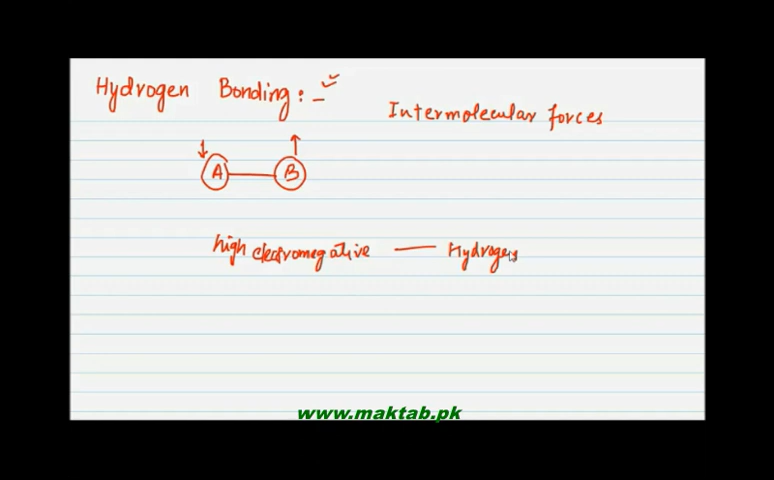 Hydrogen Bonding :-
Intermolecular forces
A B
high electronegative — Hydrogen
www.maktab.pk